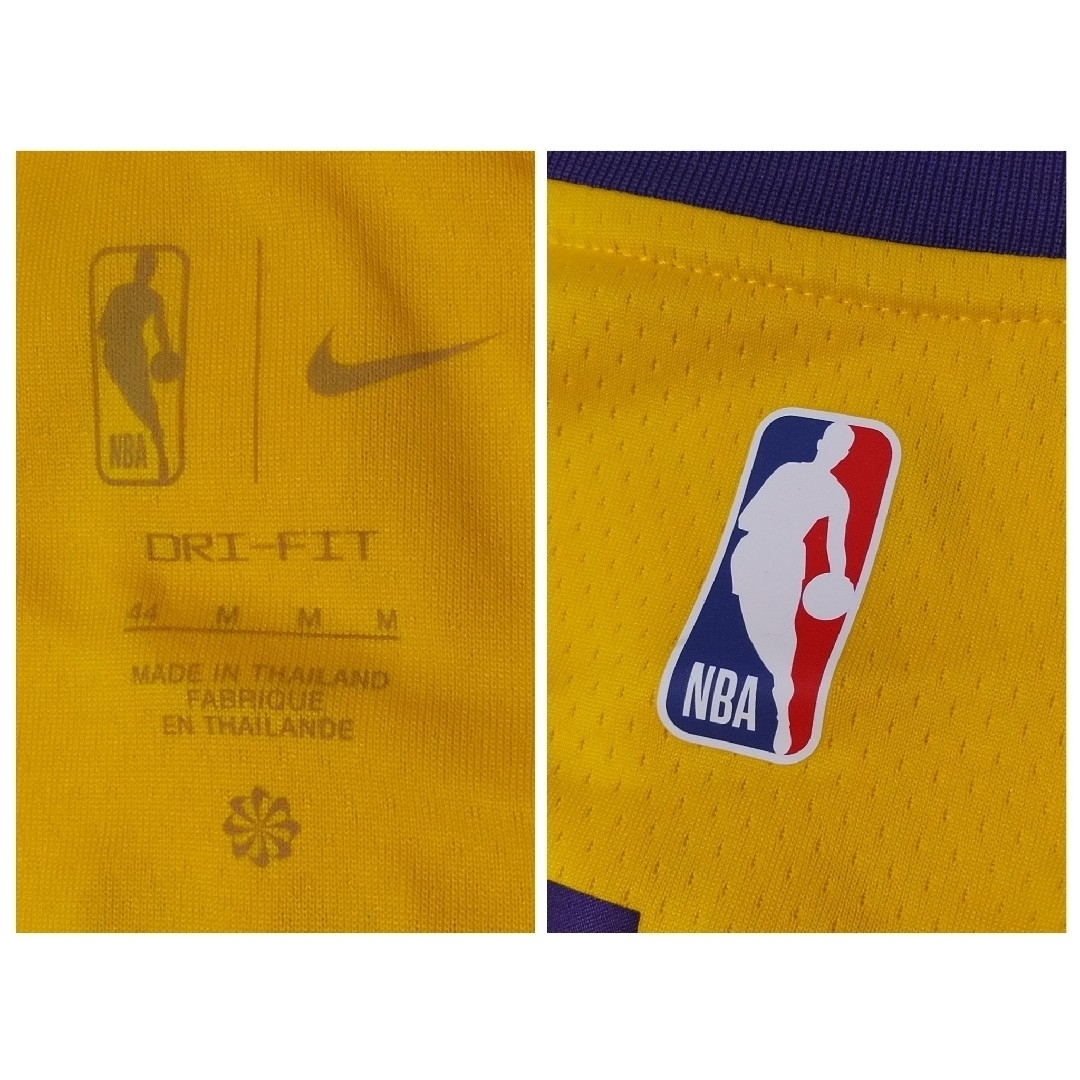 NBA
DRI-FIT
44 M M M
MADE IN THAILAND
FABRIQUE
EN THAILANDE
NBA